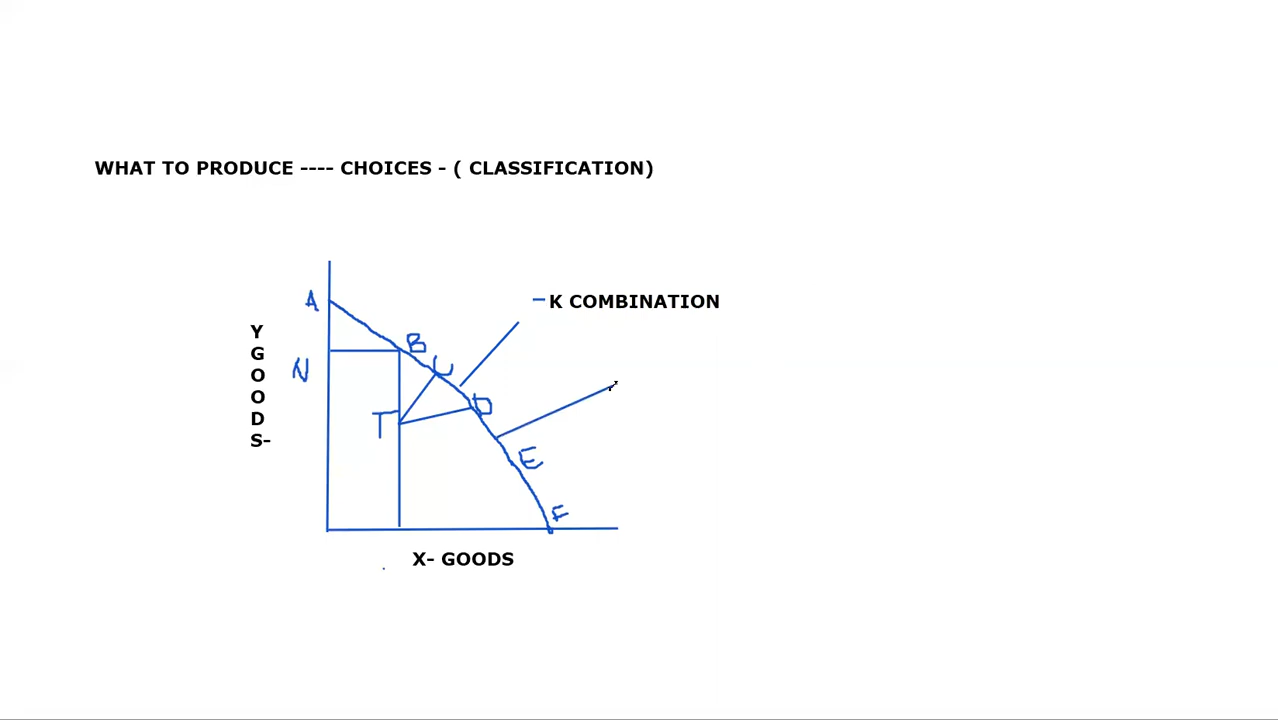 WHAT TO PRODUCE ---- CHOICES - ( CLASSIFICATION)
A
K COMBINATION
Y
G
O
O
D
S-
B
N
C
D
T
E
F
X- GOODS